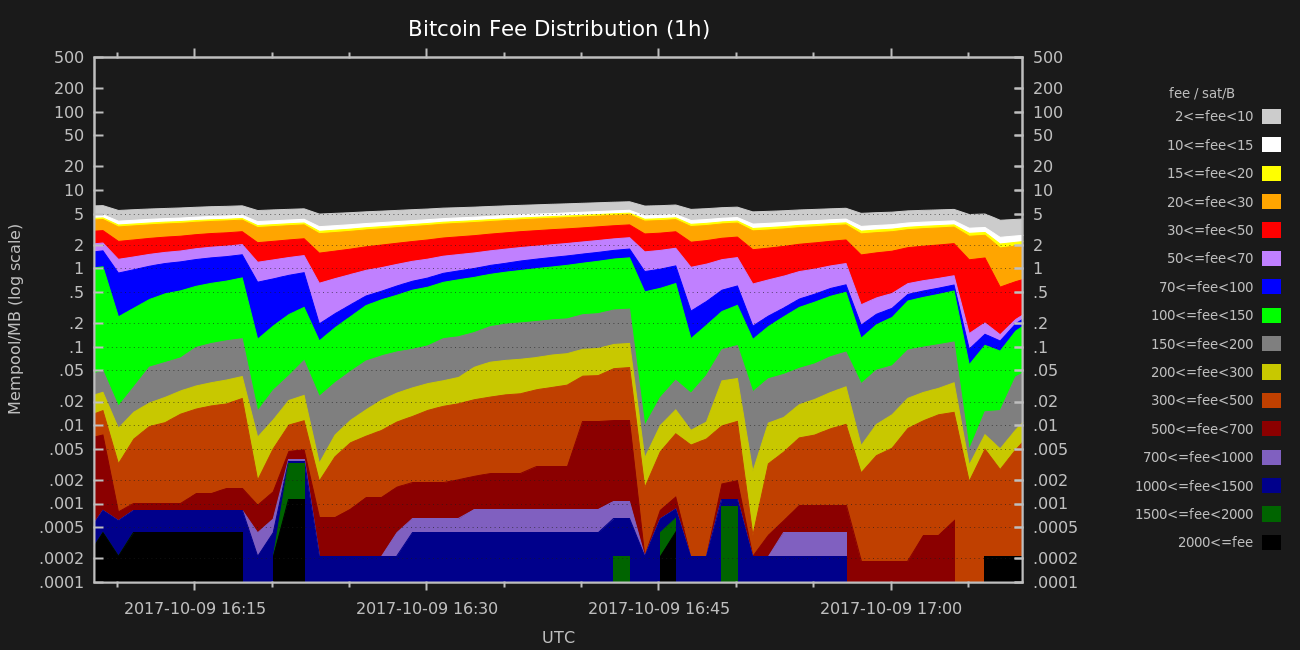 Bitcoin Fee Distribution (1h)
500
200
100
50
20
10
5
2
1
.5
.2
.1
.05
.02
.01
.005
.002
.001
.0005
.0002
.0001
Mempool/MB (log scale)
500
200
100
50
20
10
5
2
1
.5
.2
.1
.05
.02
.01
.005
.002
.001
.0005
.0002
.0001
fee / sat/B
2<=fee<10
10<=fee<15
15<=fee<20
20<=fee<30
30<=fee<50
50<=fee<70
70<=fee<100
100<=fee<150
150<=fee<200
200<=fee<300
300<=fee<500
500<=fee<700
700<=fee<1000
1000<=fee<1500
1500<=fee<2000
2000<=fee
2017-10-09 16:15 2017-10-09 16:30 2017-10-09 16:45 2017-10-09 17:00
UTC